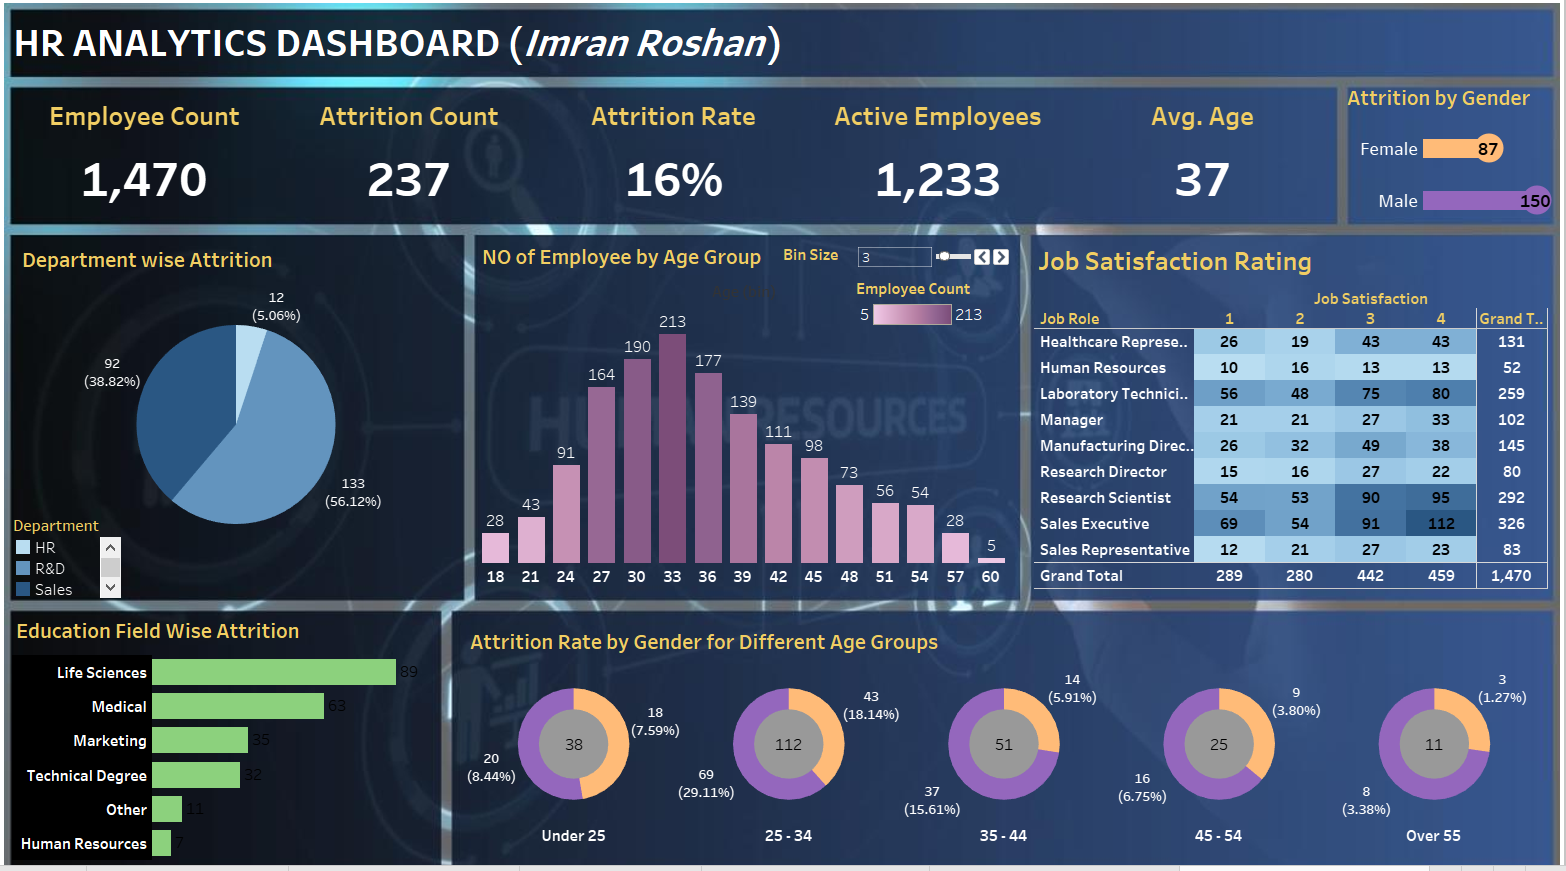 HR ANALYTICS DASHBOARD (Imran Roshan)
Employee Count
1,470
Attrition Count
237
Attrition Rate
16%
Active Employees
1,233
Avg. Age
37
Attrition by Gender
Female 87
Male 150
Department wise Attrition
12
(5.06%)
92
(38.82%)
133
(56.12%)
Department
HR
R&D
Sales
NO of Employee by Age Group
Bin Size 3
Employee Count
5 213
28 43 91 164 190 213 177 139 111 98 73 56 54 28 5
18 21 24 27 30 33 36 39 42 45 48 51 54 57 60
HUMAN RESOURCES
Job Satisfaction Rating
Job Satisfaction
Job Role 1 2 3 4 Grand T..
Healthcare Represe.. 26 19 43 43 131
Human Resources 10 16 13 13 52
Laboratory Technici.. 56 48 75 80 259
Manager 21 21 27 33 102
Manufacturing Direc.. 26 32 49 38 145
Research Director 15 16 27 22 80
Research Scientist 54 53 90 95 292
Sales Executive 69 54 91 112 326
Sales Representative 12 21 27 23 83
Grand Total 289 280 442 459 1,470
Education Field Wise Attrition
Life Sciences 89
Medical 63
Marketing 35
Technical Degree 32
Other 11
Human Resources 7
Attrition Rate by Gender for Different Age Groups
18
(7.59%)
38
20
(8.44%)
Under 25
43
(18.14%)
112
69
(29.11%)
25 - 34
14
(5.91%)
51
37
(15.61%)
35 - 44
9
(3.80%)
25
16
(6.75%)
45 - 54
3
(1.27%)
11
8
(3.38%)
Over 55